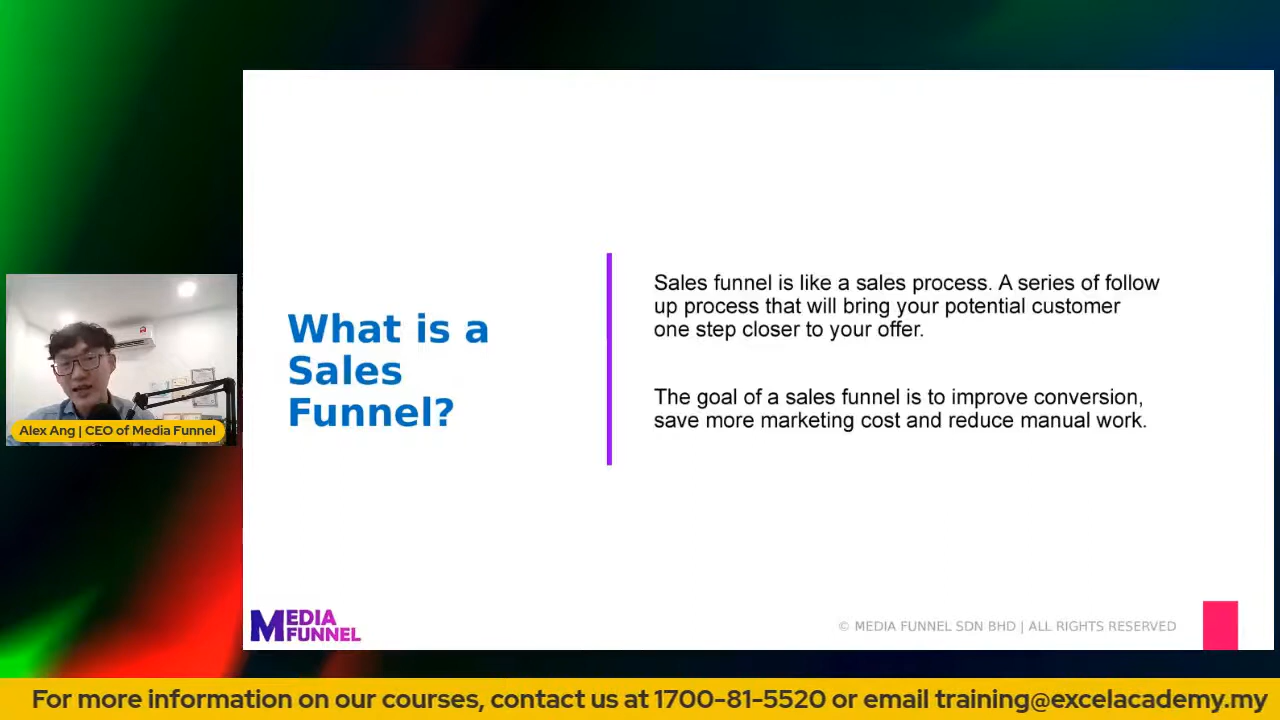 What is a
Sales
Funnel?
Sales funnel is like a sales process. A series of follow
up process that will bring your potential customer
one step closer to your offer.
The goal of a sales funnel is to improve conversion,
save more marketing cost and reduce manual work.
Alex Ang | CEO of Media Funnel
MEDIA
FUNNEL
© MEDIA FUNNEL SDN BHD | ALL RIGHTS RESERVED
For more information on our courses, contact us at 1700-81-5520 or email training@excelacademy.my